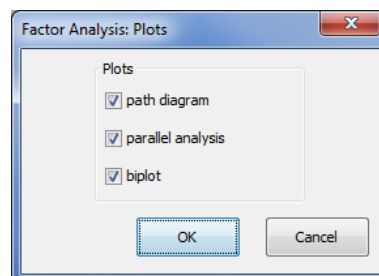 Factor Analysis: Plots
Plots
path diagram
parallel analysis
biplot
OK
Cancel